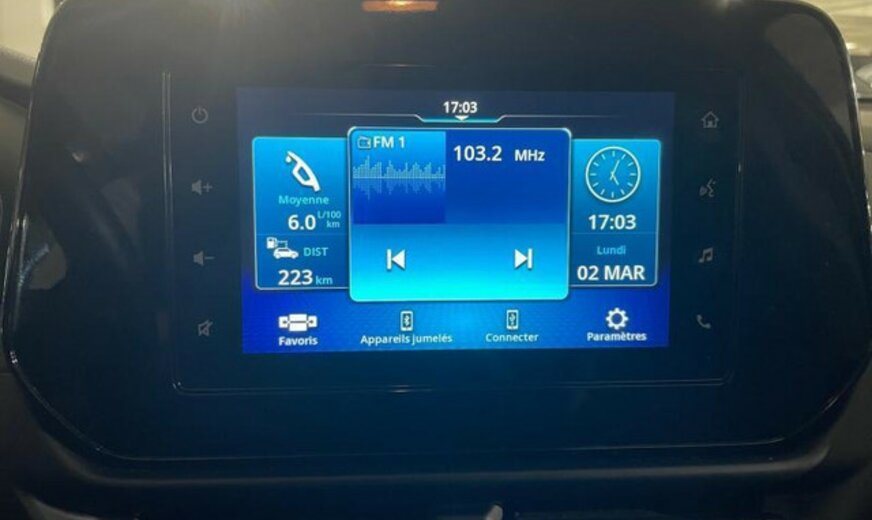 17:03
FM 1
103.2 MHz
Moyenne
6.0 L/100 km
DIST
223 km
17:03
Lundi
02 MAR
Favoris
Appareils jumelés
Connecter
Paramètres